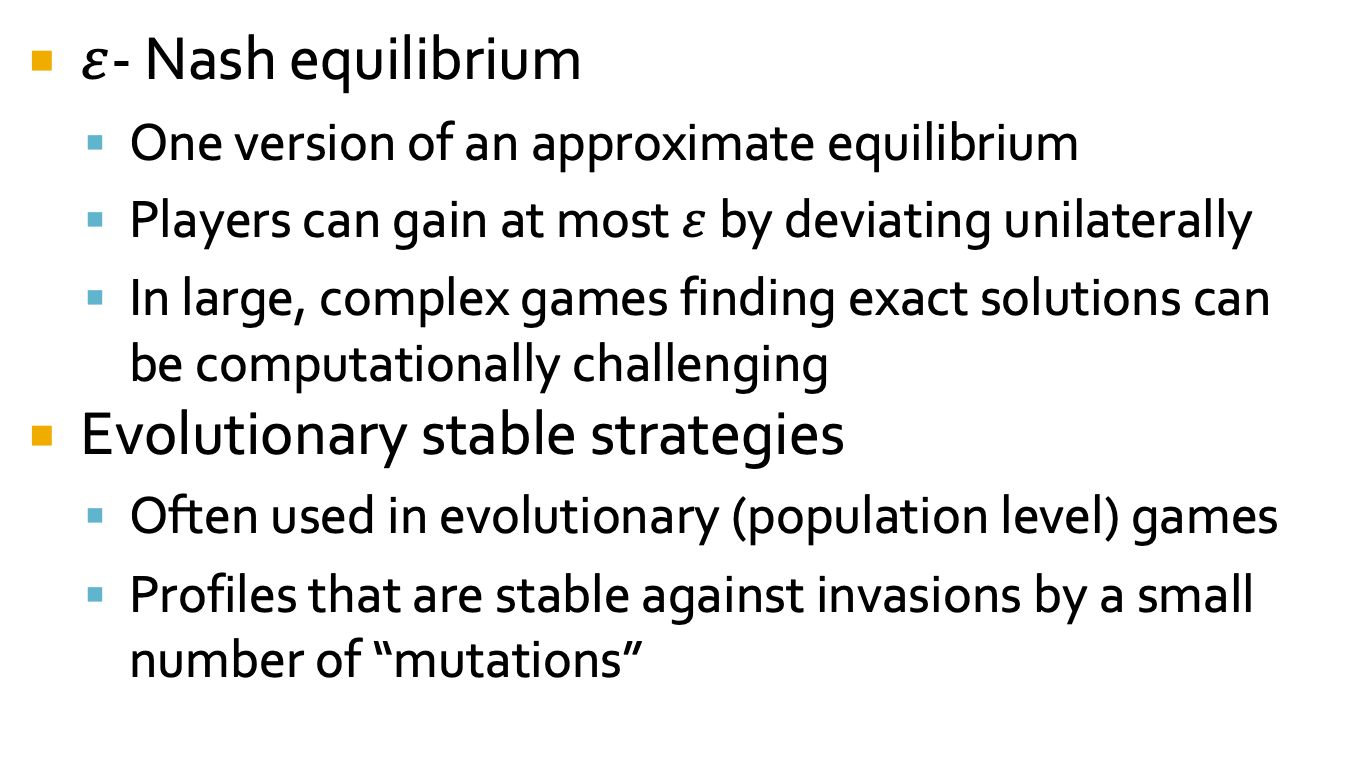 𝜀- Nash equilibrium
One version of an approximate equilibrium
Players can gain at most 𝜀 by deviating unilaterally
In large, complex games finding exact solutions can
be computationally challenging
Evolutionary stable strategies
Often used in evolutionary (population level) games
Profiles that are stable against invasions by a small
number of “mutations”